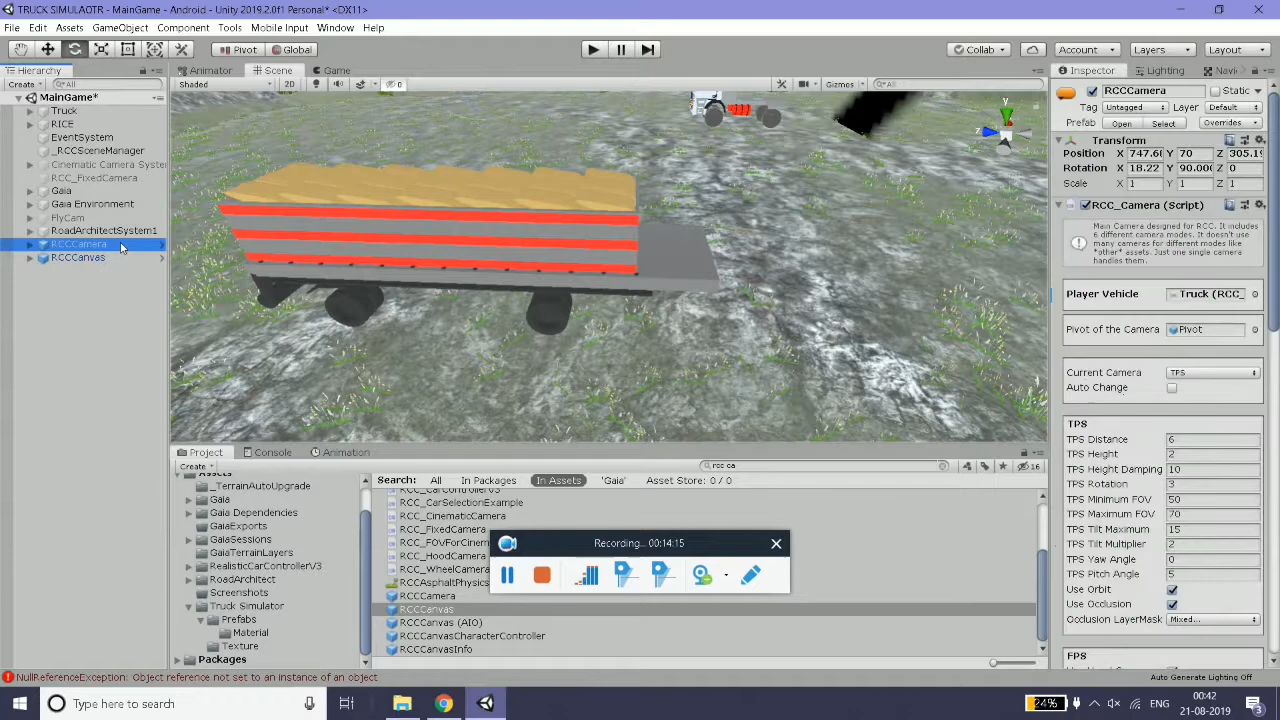 TRUCK SIMULAOTR - MainGame - Android - Unity 2019.2.0f1 Personal* <DX11>
File Edit Assets GameObject Component Tools Mobile Input Window Help
Pivot Global Collab Account Layers Layout
Hierarchy Animator Scene Game Inspector Lighting Navi
Create All Shaded 2D 0 Gizmos All RCCCamera Static
MainGame*
Tag Untagged Layer Default
Truck
RICE
Prefab Open Select Overrides
EventSystem
_RCCSceneManager
Cinematic Camera Syste
RCC_FixedCamera
Gaia
Gaia Environment
FlyCam
RoadArchitectSystem1
RCCCamera
RCCCanvas
y
z
Transform
Position X 747.6 Y 70 Z 305.1
Rotation X 18.22 Y 90.000 Z 0
Scale X 1 Y 1 Z 1
RCC_Camera (Script)
Main Camera designed for RCC. It includes
6 different camera modes. It doesn't use
many cameras for different modes like
other assets. Just one single camera
handles them.
Player Vehicle Truck (RCC_
Pivot of the Camera Pivot
Current Camera TPS
Auto Change
TPS
TPS Distance 6
TPS Height 2
TPS Height Damping 10
TPS Rotation 3
TPS Minimum FOV 50
TPS Maximum FOV 70
TPS Tilt Maximum 15
TPS Tilt Multiplier 2
TPS Yaw Angle 0
TPS Pitch Angle 5
Use Orbit
Use Occlusion
Occlusion LayerMask Mixed...
FPS
Project Console Animation
Create rcc ca 16
Assets
_TerrainAutoUpgrade
Gaia
Gaia Dependencies
GaiaExports
GaiaSessions
GaiaTerrainLayers
RealisticCarControllerV3
RoadArchitect
Screenshots
Truck Simulator
Prefabs
Material
Texture
Packages
Search: All In Packages In Assets 'Gaia' Asset Store: 0 / 0
RCC_CarControllerV3
RCC_CarSelectionExample
RCC_CinematicCamera
RCC_FixedCamera
RCC_FOVForCinem
RCC_HoodCamera
RCC_WheelCamera
RCCAsphaltPhysics
RCCCamera
RCCCanvas
RCCCanvas (AIO)
RCCCanvasCharacterController
RCCCanvasInfo
Recording... 00:14:15
NullReferenceException: Object reference not set to an instance of an object
Auto Generate Lighting Off
Type here to search
24% ENG 00:42
21-08-2019 3